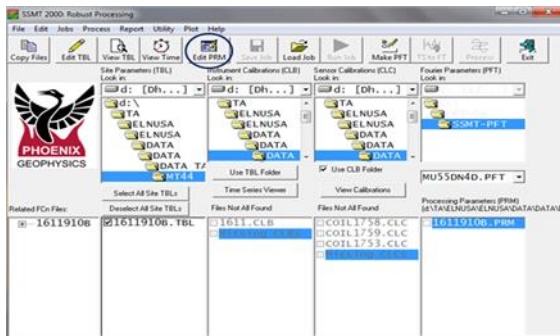 SSMT 2000: Robust Processing
File Edit Jobs Process Report Utility Plot Help
Copy Files Edit TBL View TBL View Time Edit PRM Save Job Load Job Run Job Make PFT TS to FT Process Exit
Site Parameters (TBL) Instrument Calibrations (CLB) Sensor Calibrations (CLC) Fourier Parameters (PFT)
Look in: Look in: Look in: Look in:
d: [Dh...] d: [Dh...] d: [Dh...]
d:\ TA TA
TA ELNUSA ELNUSA
ELNUSA ELNUSA ELNUSA SSMT-PFT
ELNUSA DATA DATA
DATA DATA DATA
DATA DATA DATA
DATA TA
MT44
PHOENIX
GEOPHYSICS
Use TBL Folder Use CLB Folder MU55DN4D.PFT
Select All Site TBLs Time Series Viewer View Calibrations
Processing Parameters (PRM)
Related FCn Files: Deselect All Site TBLs Files Not All Found Files Not All Found (d:\TA\ELNUSA\ELNUSA\DATA\DATA\
1611910B 1611910B.TBL 1611.CLB COIL1758.CLC 1611910B.PRM
COIL1759.CLC
COIL1753.CLC